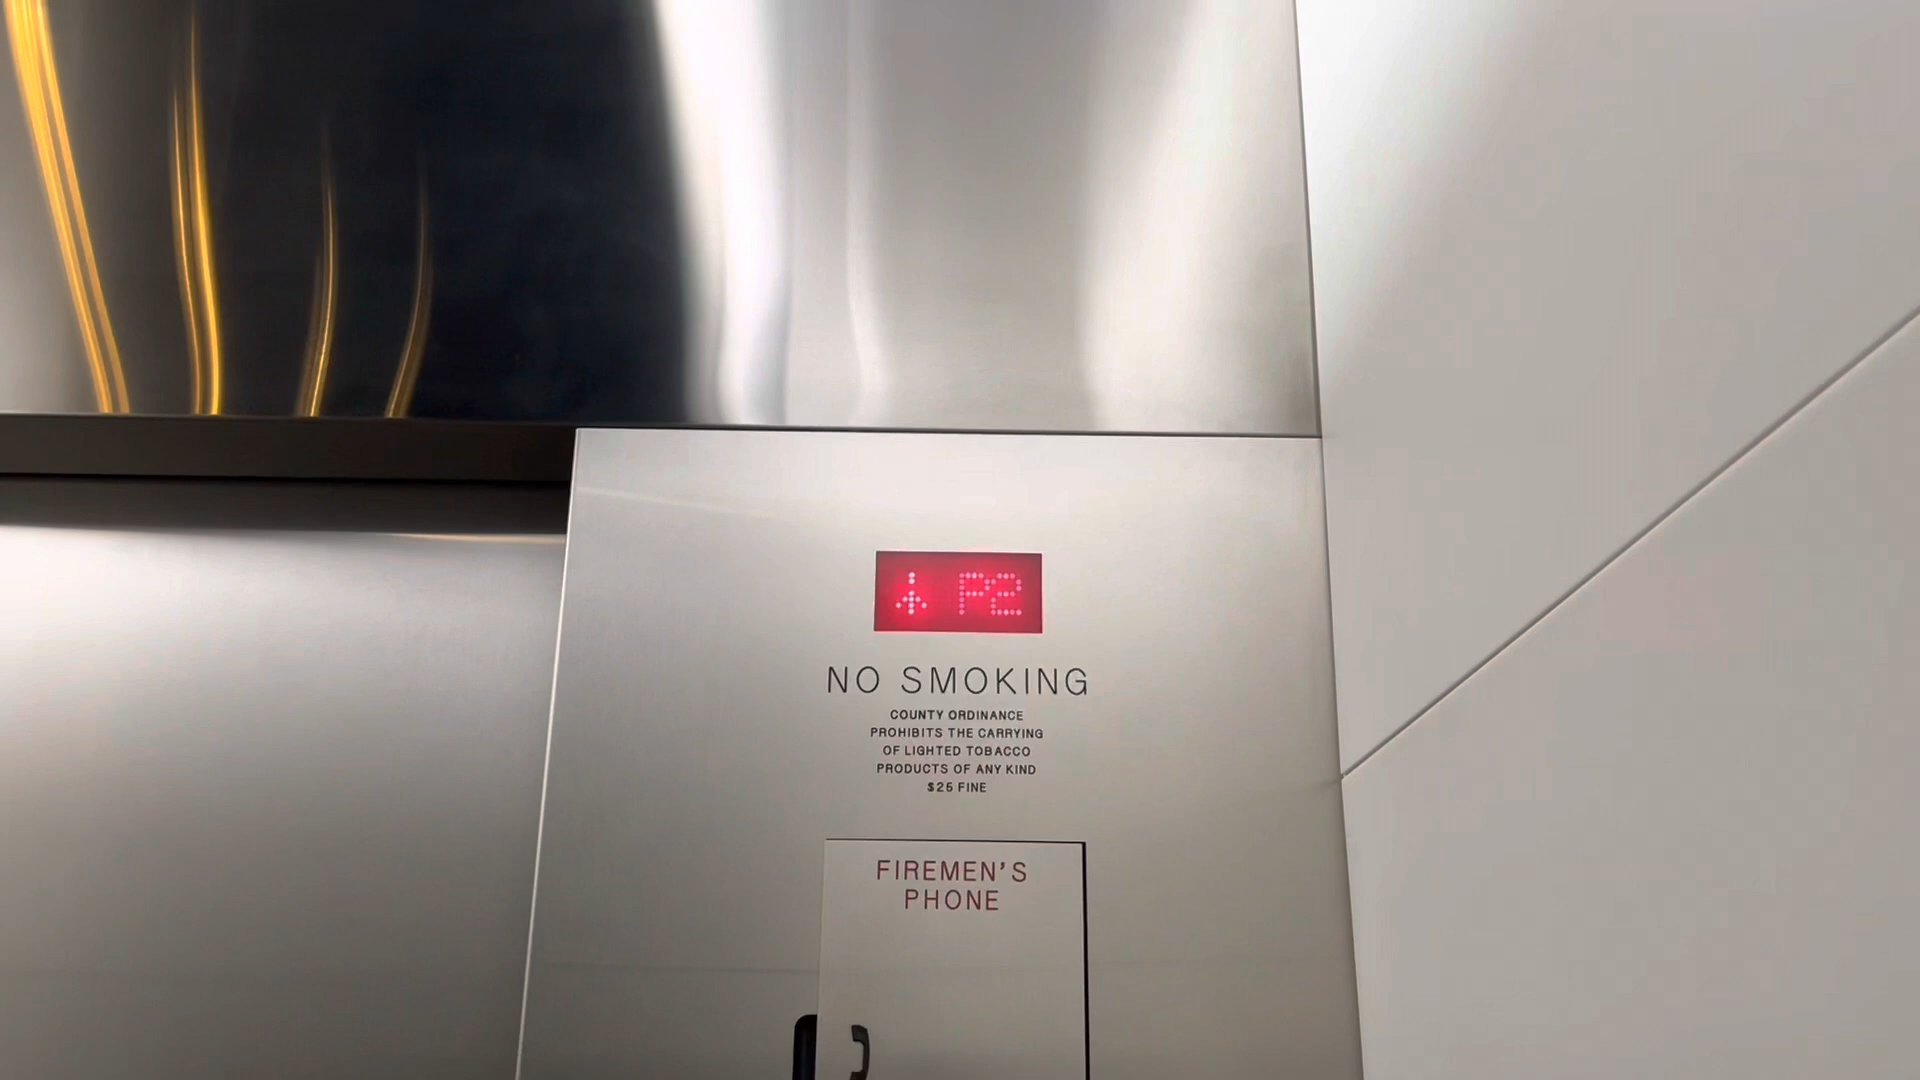 P2
NO SMOKING
COUNTY ORDINANCE
PROHIBITS THE CARRYING
OF LIGHTED TOBACCO
PRODUCTS OF ANY KIND
$25 FINE
FIREMEN'S
PHONE